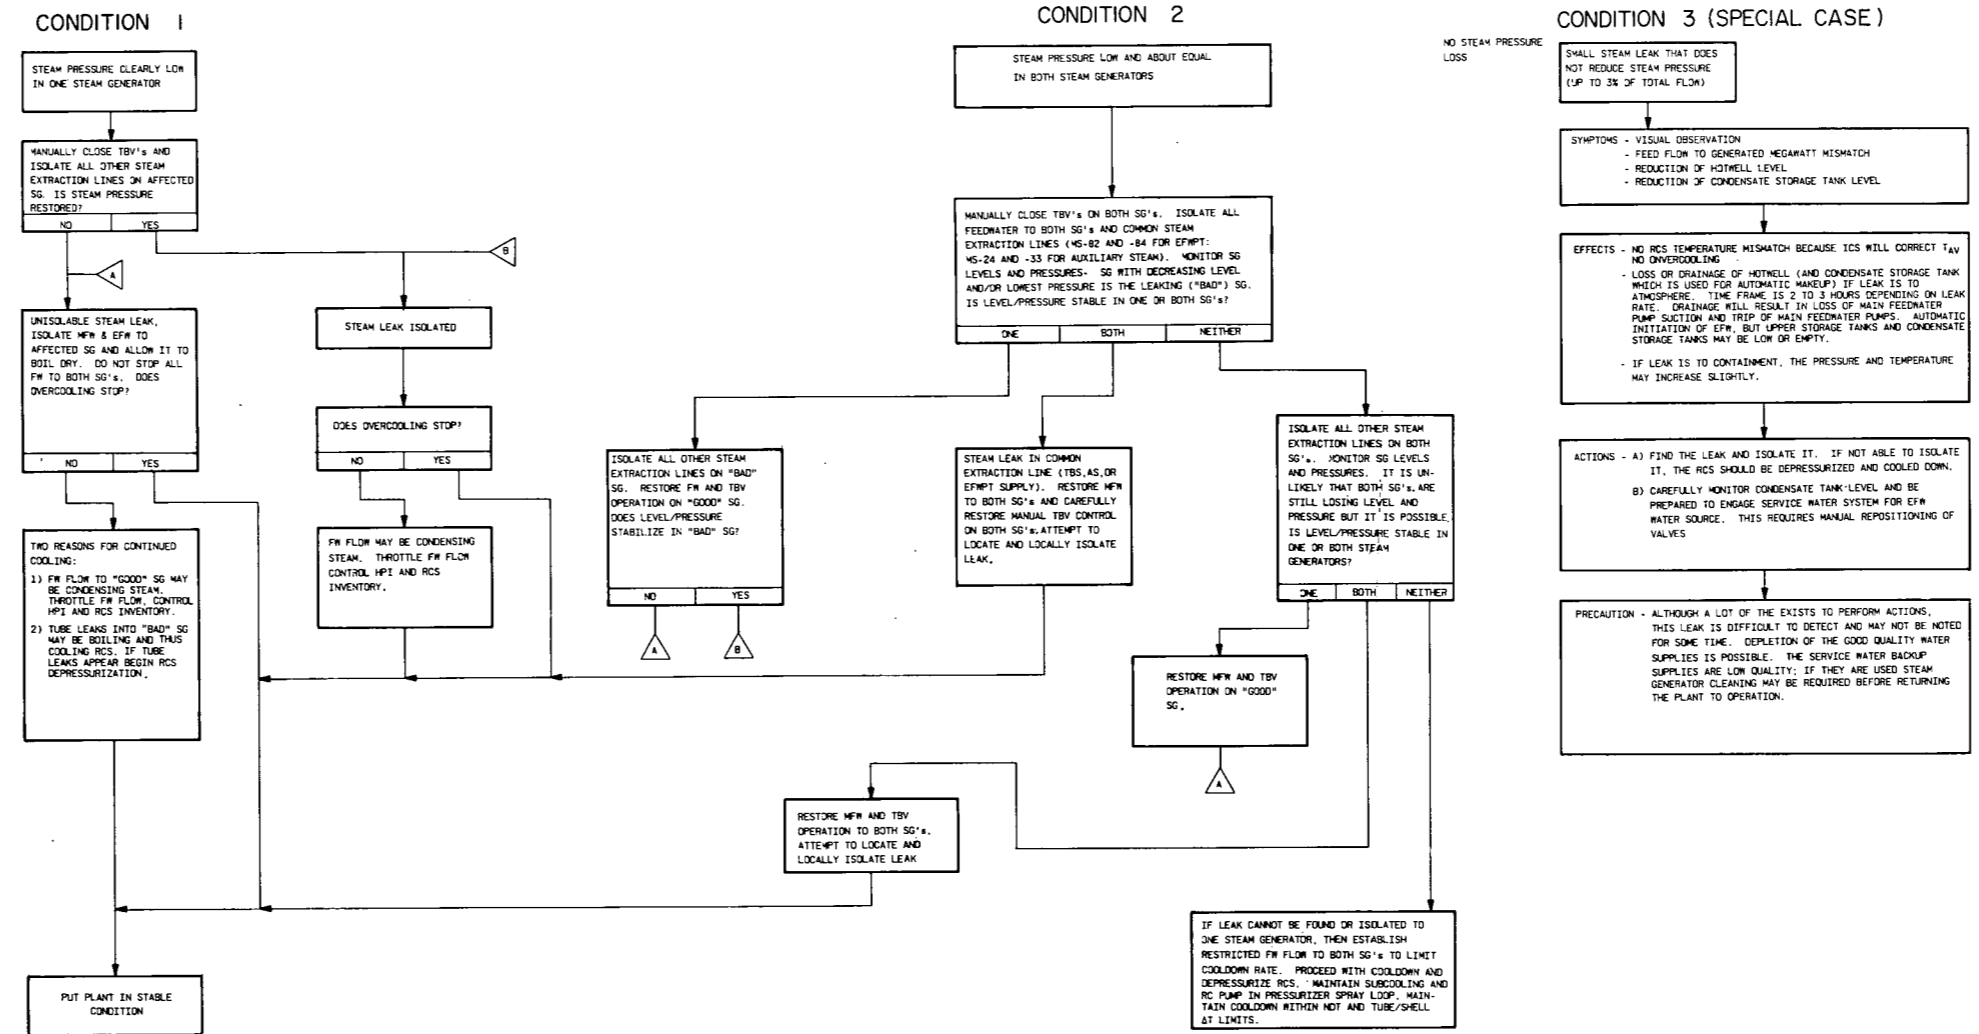 CONDITION 1
STEAM PRESSURE CLEARLY LOW
IN ONE STEAM GENERATOR
MANUALLY CLOSE TBV's AND
ISOLATE ALL OTHER STEAM
EXTRACTION LINES ON AFFECTED
SG. IS STEAM PRESSURE
RESTORED?
NO YES
B
A
UNISOLABLE STEAM LEAK,
ISOLATE MFW & EFW TO
AFFECTED SG AND ALLOW IT TO
BOIL DRY. DO NOT STOP ALL
FW TO BOTH SG's. DOES
OVERCOOLING STOP?
NO YES
STEAM LEAK ISOLATED
DOES OVERCOOLING STOP?
NO YES
FW FLOW MAY BE CONDENSING
STEAM. THROTTLE FW FLOW
CONTROL HPI AND RCS
INVENTORY.
TWO REASONS FOR CONTINUED
COOLING:
1) FW FLOW TO "GOOD" SG MAY
BE CONDENSING STEAM.
THROTTLE FW FLOW, CONTROL
HPI AND RCS INVENTORY.
2) TUBE LEAKS INTO "BAD" SG
MAY BE BOILING AND THUS
COOLING RCS. IF TUBE
LEAKS APPEAR BEGIN RCS
DEPRESSURIZATION.
PUT PLANT IN STABLE
CONDITION
CONDITION 2
STEAM PRESSURE LOW AND ABOUT EQUAL
IN BOTH STEAM GENERATORS
MANUALLY CLOSE TBV's ON BOTH SG's. ISOLATE ALL
FEEDWATER TO BOTH SG's AND COMMON STEAM
EXTRACTION LINES (MS-82 AND -84 FOR EFWPT:
MS-24 AND -33 FOR AUXILIARY STEAM). MONITOR SG
LEVELS AND PRESSURES- SG WITH DECREASING LEVEL
AND/OR LOWEST PRESSURE IS THE LEAKING ("BAD") SG.
IS LEVEL/PRESSURE STABLE IN ONE OR BOTH SG's?
ONE BOTH NEITHER
ISOLATE ALL OTHER STEAM
EXTRACTION LINES ON "BAD"
SG. RESTORE FW AND TBV
OPERATION ON "GOOD" SG.
DOES LEVEL/PRESSURE
STABILIZE IN "BAD" SG?
NO YES
A B
STEAM LEAK IN COMMON
EXTRACTION LINE (TBS,AS,OR
EFWPT SUPPLY). RESTORE MFW
TO BOTH SG's AND CAREFULLY
RESTORE MANUAL TBV CONTROL
ON BOTH SG's.ATTEMPT TO
LOCATE AND LOCALLY ISOLATE
LEAK.
ISOLATE ALL OTHER STEAM
EXTRACTION LINES ON BOTH
SG's. MONITOR SG LEVELS
AND PRESSURES. IT IS UN-
LIKELY THAT BOTH SG's.ARE
STILL LOSING LEVEL AND
PRESSURE BUT IT IS POSSIBLE.
IS LEVEL/PRESSURE STABLE IN
ONE OR BOTH STEAM
GENERATORS?
ONE BOTH NEITHER
RESTORE MFW AND TBV
OPERATION ON "GOOD"
SG.
A
RESTORE MFW AND TBV
OPERATION TO BOTH SG's.
ATTEMPT TO LOCATE AND
LOCALLY ISOLATE LEAK
IF LEAK CANNOT BE FOUND OR ISOLATED TO
ONE STEAM GENERATOR, THEN ESTABLISH
RESTRICTED FW FLOW TO BOTH SG's TO LIMIT
COOLDOWN RATE. PROCEED WITH COOLDOWN AND
DEPRESSURIZE RCS. MAINTAIN SUBCOOLING AND
RC PUMP IN PRESSURIZER SPRAY LOOP. MAIN-
TAIN COOLDOWN WITHIN NDT AND TUBE/SHELL
ΔT LIMITS.
CONDITION 3 (SPECIAL CASE)
NO STEAM PRESSURE
LOSS
SMALL STEAM LEAK THAT DOES
NOT REDUCE STEAM PRESSURE
(UP TO 3% OF TOTAL FLOW)
SYMPTOMS - VISUAL OBSERVATION
- FEED FLOW TO GENERATED MEGAWATT MISMATCH
- REDUCTION OF HOTWELL LEVEL
- REDUCTION OF CONDENSATE STORAGE TANK LEVEL
EFFECTS - NO RCS TEMPERATURE MISMATCH BECAUSE ICS WILL CORRECT TAV
NO ONVERCOOLING
- LOSS OR DRAINAGE OF HOTWELL (AND CONDENSATE STORAGE TANK
WHICH IS USED FOR AUTOMATIC MAKEUP) IF LEAK IS TO
ATMOSPHERE. TIME FRAME IS 2 TO 3 HOURS DEPENDING ON LEAK
RATE. DRAINAGE WILL RESULT IN LOSS OF MAIN FEEDWATER
PUMP SUCTION AND TRIP OF MAIN FEEDWATER PUMPS. AUTOMATIC
INITIATION OF EFW, BUT UPPER STORAGE TANKS AND CONDENSATE
STORAGE TANKS MAY BE LOW OR EMPTY.
- IF LEAK IS TO CONTAINMENT, THE PRESSURE AND TEMPERATURE
MAY INCREASE SLIGHTLY.
ACTIONS - A) FIND THE LEAK AND ISOLATE IT. IF NOT ABLE TO ISOLATE
IT, THE RCS SHOULD BE DEPRESSURIZED AND COOLED DOWN.
B) CAREFULLY MONITOR CONDENSATE TANK-LEVEL AND BE
PREPARED TO ENGAGE SERVICE WATER SYSTEM FOR EFW
WATER SOURCE. THIS REQUIRES MANUAL REPOSITIONING OF
VALVES
PRECAUTION - ALTHOUGH A LOT OF THE EXISTS TO PERFORM ACTIONS,
THIS LEAK IS DIFFICULT TO DETECT AND MAY NOT BE NOTED
FOR SOME TIME. DEPLETION OF THE GOOD QUALITY WATER
SUPPLIES IS POSSIBLE. THE SERVICE WATER BACKUP
SUPPLIES ARE LOW QUALITY; IF THEY ARE USED STEAM
GENERATOR CLEANING MAY BE REQUIRED BEFORE RETURNING
THE PLANT TO OPERATION.